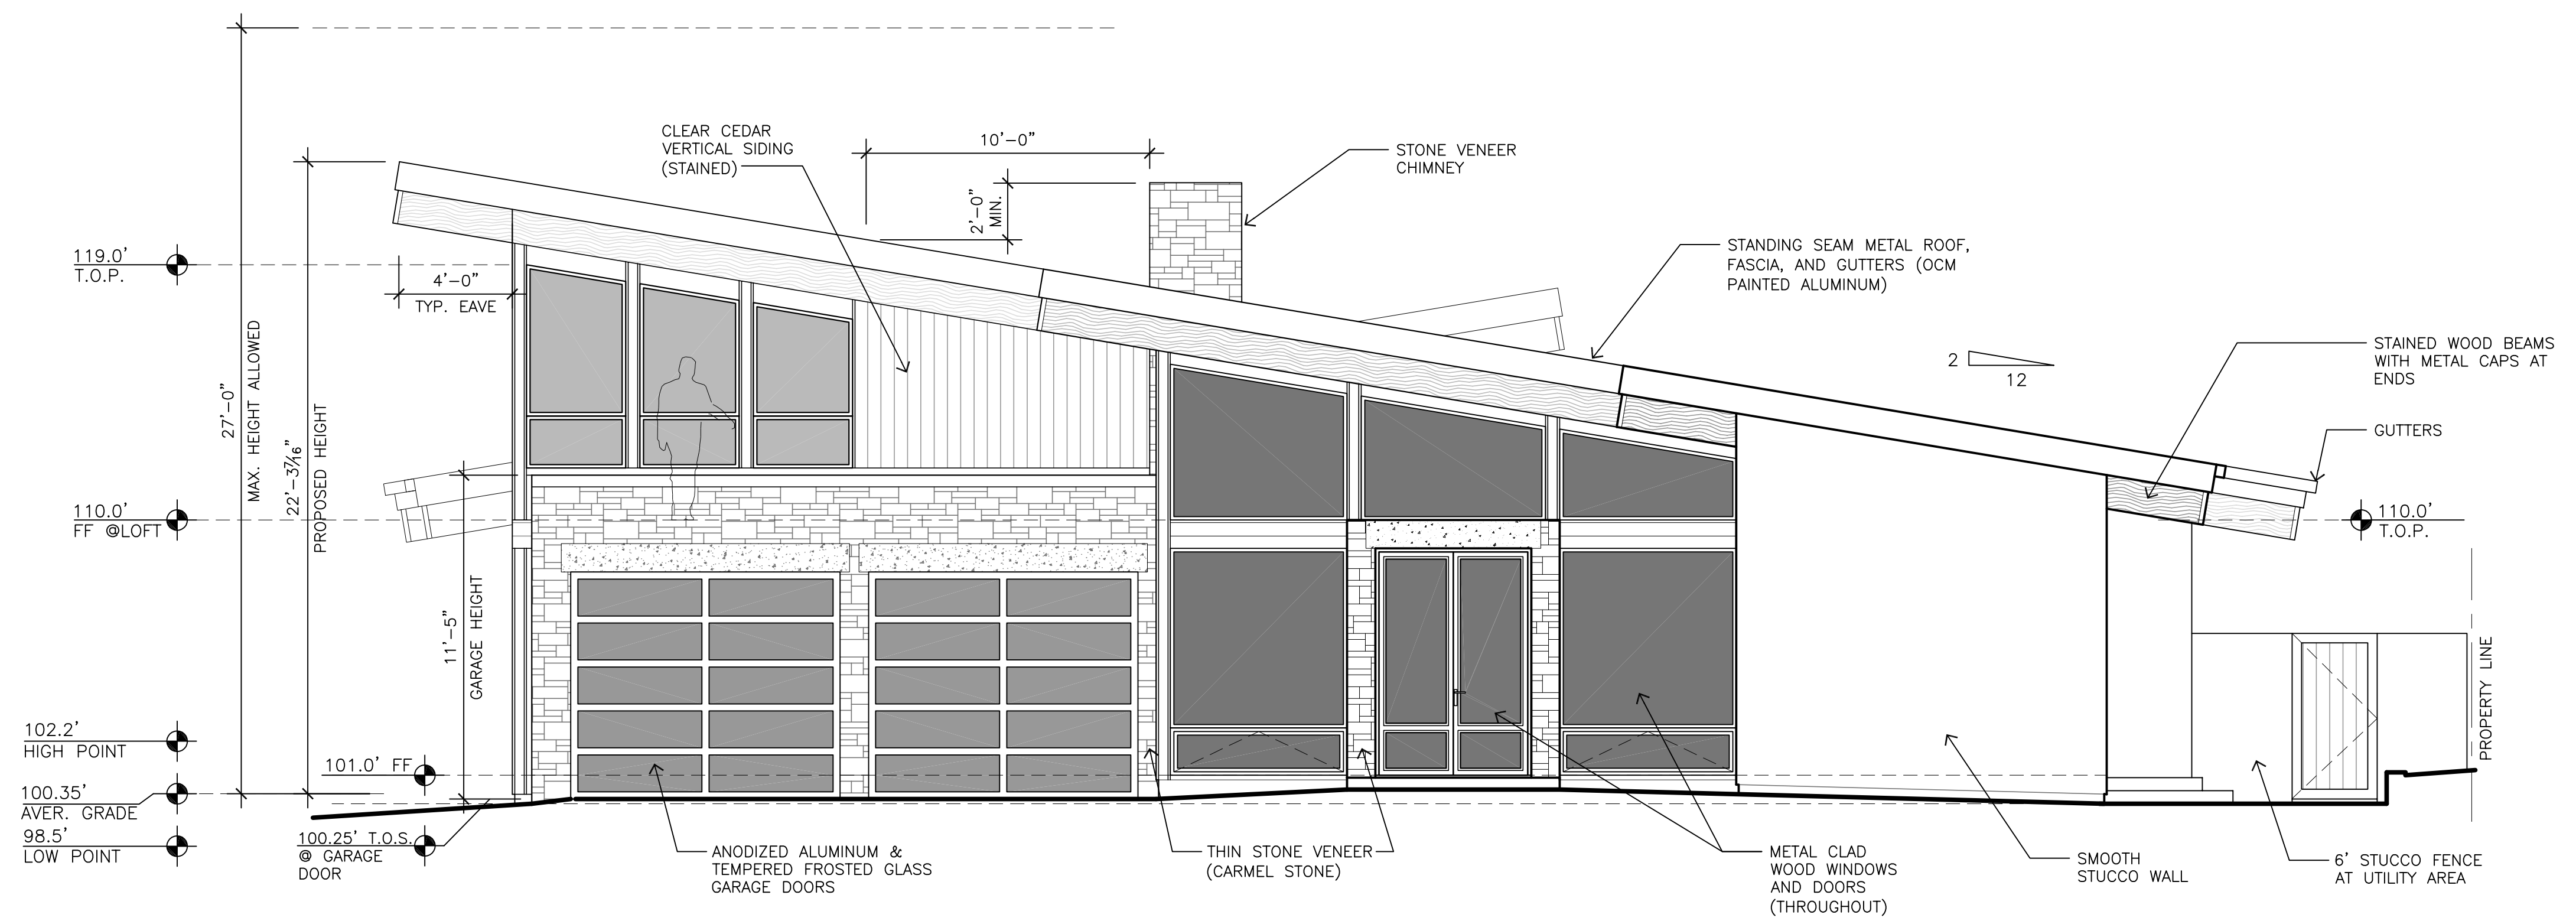 CLEAR CEDAR
VERTICAL SIDING
(STAINED)
10'-0"
2'-0"
MIN.
STONE VENEER
CHIMNEY
119.0'
T.O.P.
4'-0"
TYP. EAVE
STANDING SEAM METAL ROOF,
FASCIA, AND GUTTERS (OCM
PAINTED ALUMINUM)
2
12
STAINED WOOD BEAMS
WITH METAL CAPS AT
ENDS
GUTTERS
27'-0"
MAX. HEIGHT ALLOWED
22'-3 7/16"
PROPOSED HEIGHT
110.0'
FF @LOFT
110.0'
T.O.P.
11'-5"
GARAGE HEIGHT
PROPERTY LINE
102.2'
HIGH POINT
101.0' FF
100.35'
AVER. GRADE
98.5'
LOW POINT
100.25' T.O.S.
@ GARAGE
DOOR
ANODIZED ALUMINUM &
TEMPERED FROSTED GLASS
GARAGE DOORS
THIN STONE VENEER
(CARMEL STONE)
METAL CLAD
WOOD WINDOWS
AND DOORS
(THROUGHOUT)
SMOOTH
STUCCO WALL
6' STUCCO FENCE
AT UTILITY AREA